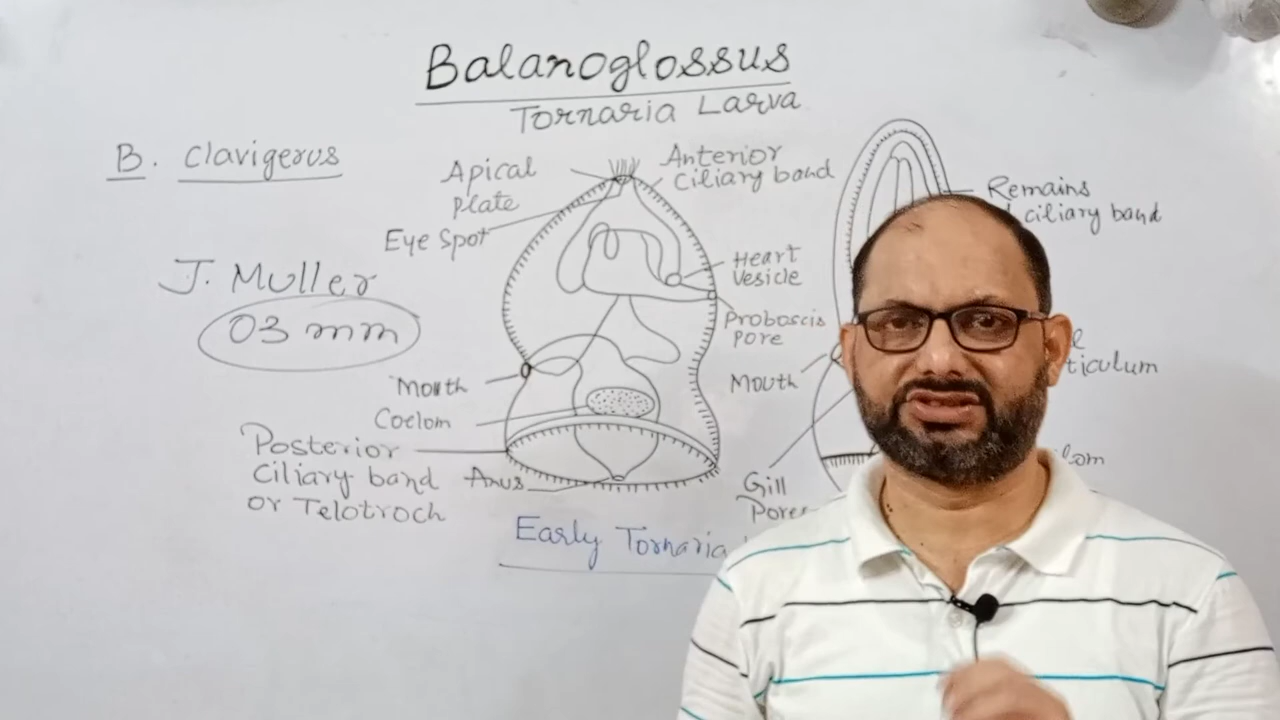 Balanoglossus
Tornaria Larva
B. Clavigerus
J. Muller
03 mm
Apical
Plate
Anterior
ciliary band
Eye Spot
Heart
Vesicle
Proboscis
Pore
Mouth
Coelom
Posterior
Ciliary band
or Telotroch
Anus
Early Tornaria
Remains
ciliary band
Mouth
Gill
Pores